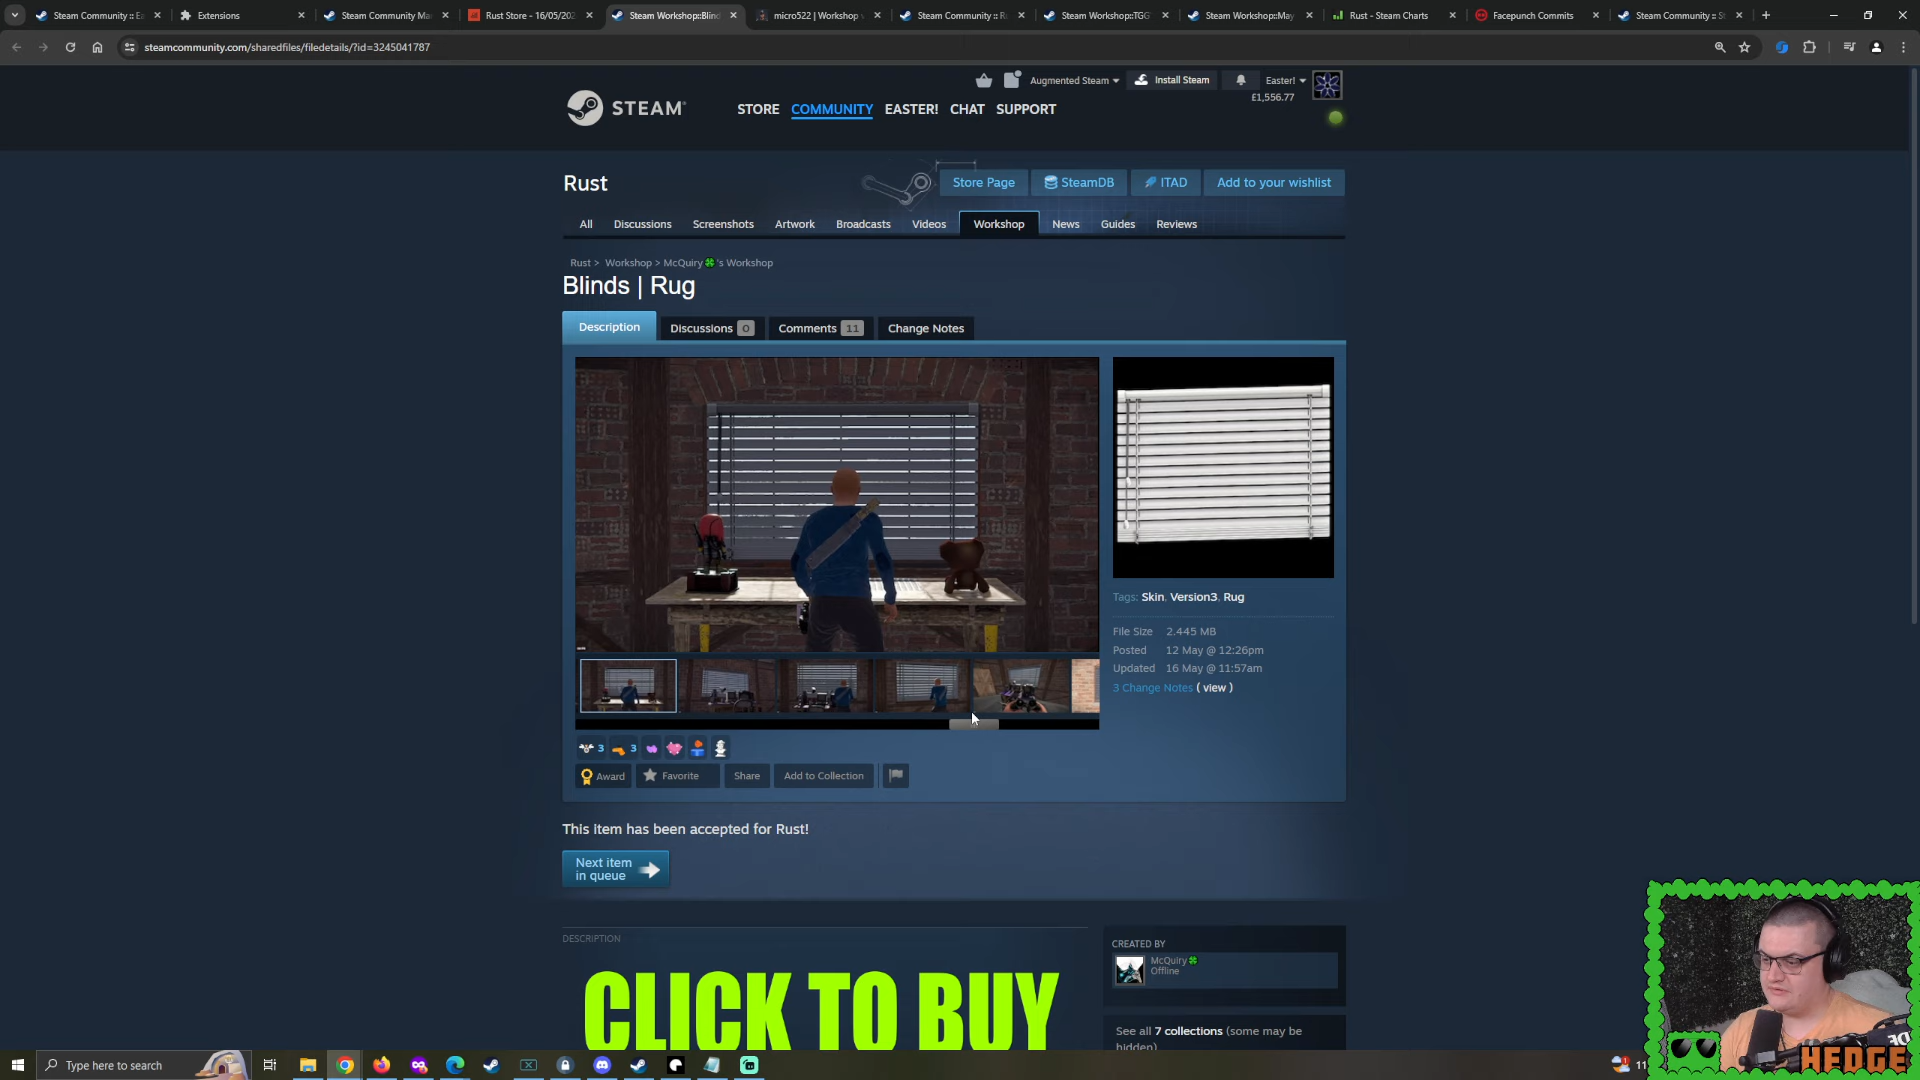 Steam Community :: Ea
Extensions
Steam Community Mar
Rust Store - 16/05/202
Steam Workshop::Blind
micro522 | Workshop
Steam Community :: R
Steam Workshop::TGG
Steam Workshop::May
Rust - Steam Charts
Facepunch Commits
Steam Community :: St
steamcommunity.com/sharedfiles/filedetails/?id=3245041787
Augmented Steam
Install Steam
Easter!
£1,556.77
STEAM
STORE
COMMUNITY
EASTER!
CHAT
SUPPORT
Rust
Store Page
SteamDB
ITAD
Add to your wishlist
All
Discussions
Screenshots
Artwork
Broadcasts
Videos
Workshop
News
Guides
Reviews
Rust > Workshop > McQuiry 's Workshop
Blinds | Rug
Description
Discussions 0
Comments 11
Change Notes
Tags: Skin, Version3, Rug
File Size 2.445 MB
Posted 12 May @ 12:26pm
Updated 16 May @ 11:57am
3 Change Notes ( view )
3
3
Award
Favorite
Share
Add to Collection
This item has been accepted for Rust!
Next item
in queue
DESCRIPTION
CLICK TO BUY
CREATED BY
McQuiry
Offline
See all 7 collections (some may be
hidden)
Type here to search
HEDGE